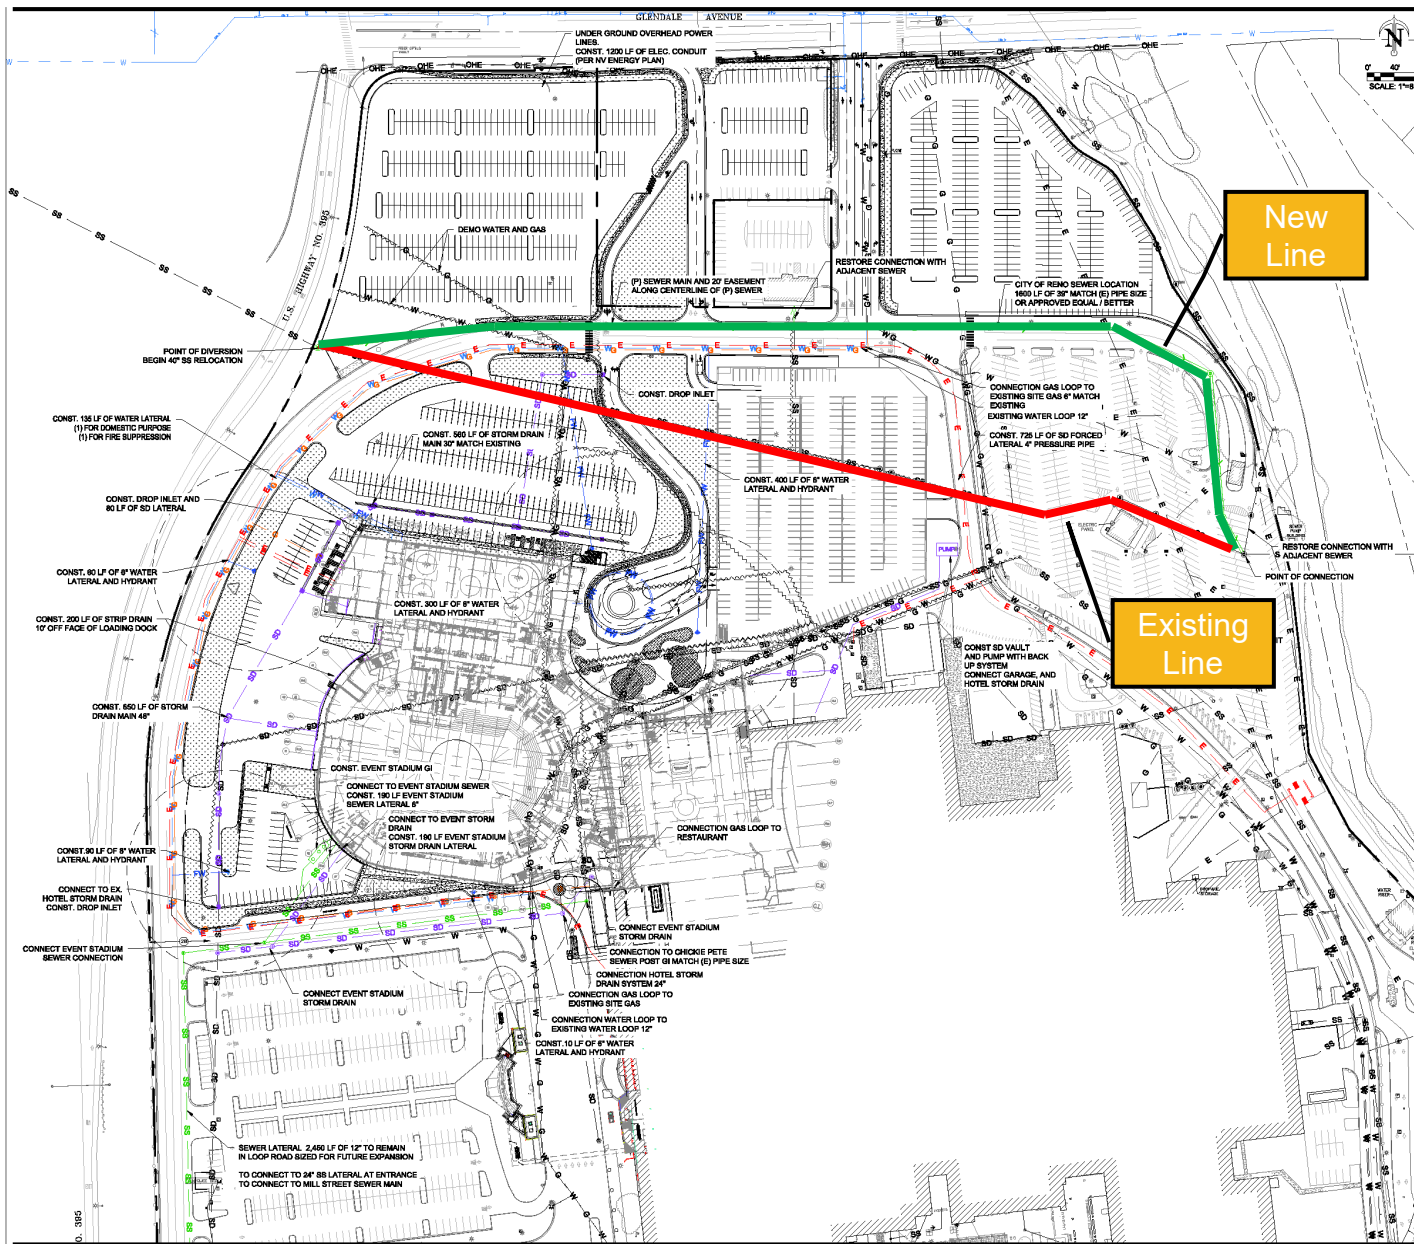 GLENDALE AVENUE
UNDER GROUND OVERHEAD POWER
LINES.
CONST. 1200 LF OF ELEC. CONDUIT
(PER NV ENERGY PLAN)
N
0' 40'
SCALE: 1"=8
New
Line
U.S. HIGHWAY NO. 395
DEMO WATER AND GAS
RESTORE CONNECTION WITH
ADJACENT SEWER
(P) SEWER MAIN AND 20' EASEMENT
ALONG CENTERLINE OF (P) SEWER
CITY OF RENO SEWER LOCATION
1600 LF OF 39" MATCH (E) PIPE SIZE
OR APPROVED EQUAL / BETTER
POINT OF DIVERSION
BEGIN 40" SS RELOCATION
CONST. DROP INLET
CONNECTION GAS LOOP TO
EXISTING SITE GAS 6" MATCH
EXISTING
EXISTING WATER LOOP 12"
CONST. 725 LF OF SD FORCED
LATERAL 4" PRESSURE PIPE
CONST. 135 LF OF WATER LATERAL
(1) FOR DOMESTIC PURPOSE
(1) FOR FIRE SUPPRESSION
CONST. 560 LF OF STORM DRAIN
MAIN 30" MATCH EXISTING
CONST. 400 LF OF 8" WATER
LATERAL AND HYDRANT
CONST. DROP INLET AND
80 LF OF SD LATERAL
ELECTRIC
PANEL
PUMP
RESTORE CONNECTION WITH
ADJACENT SEWER
POINT OF CONNECTION
CONST. 60 LF OF 6" WATER
LATERAL AND HYDRANT
CONST. 300 LF OF 8" WATER
LATERAL AND HYDRANT
CONST. 200 LF OF STRIP DRAIN
10' OFF FACE OF LOADING DOCK
Existing
Line
CONST SD VAULT
AND PUMP WITH BACK
UP SYSTEM
CONNECT GARAGE, AND
HOTEL STORM DRAIN
CONST. 650 LF OF STORM
DRAIN MAIN 48"
CONST. EVENT STADIUM GI
CONNECT TO EVENT STADIUM SEWER
CONST. 190 LF EVENT STADIUM
SEWER LATERAL 6"
CONNECT TO EVENT STORM
DRAIN
CONST. 190 LF EVENT STADIUM
STORM DRAIN LATERAL
CONNECTION GAS LOOP TO
RESTAURANT
CONST.90 LF OF 8" WATER
LATERAL AND HYDRANT
CONNECT TO EX.
HOTEL STORM DRAIN
CONST. DROP INLET
CONNECT EVENT STADIUM
SEWER CONNECTION
CONNECT EVENT STADIUM
STORM DRAIN
CONNECTION TO CHICKIE PETE
SEWER POST GI MATCH (E) PIPE SIZE
CONNECTION HOTEL STORM
DRAIN SYSTEM 24"
CONNECT EVENT STADIUM
STORM DRAIN
CONNECTION GAS LOOP TO
EXISTING SITE GAS
CONNECTION WATER LOOP TO
EXISTING WATER LOOP 12"
CONST.10 LF OF 6" WATER
LATERAL AND HYDRANT
SEWER LATERAL 2,450 LF OF 12" TO REMAIN
IN LOOP ROAD SIZED FOR FUTURE EXPANSION
TO CONNECT TO 24" SS LATERAL AT ENTRANCE
TO CONNECT TO MILL STREET SEWER MAIN
O. 395